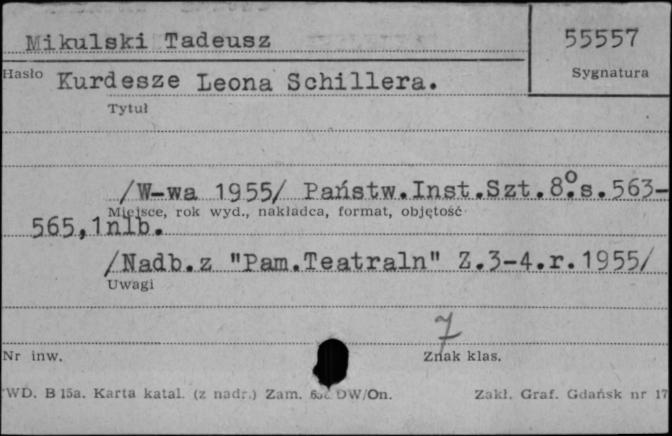 Mikulski Tadeusz
55557
Hasło
Sygnatura
Kurdesze Leona Schillera.
Tytuł
/W-wa 1955/ Państw.Inst.Szt.8°.s.563-
Miejsce, rok wyd., nakładca, format, objętość
565,1nlb.
/Nadb.z "Pam.Teatraln" Z.3-4.r.1955/
Uwagi
7
Nr inw.
Znak klas.
WD. B 15a. Karta katal. (z nadr.) Zam. DW/On.
Zakł. Graf. Gdańsk nr 17